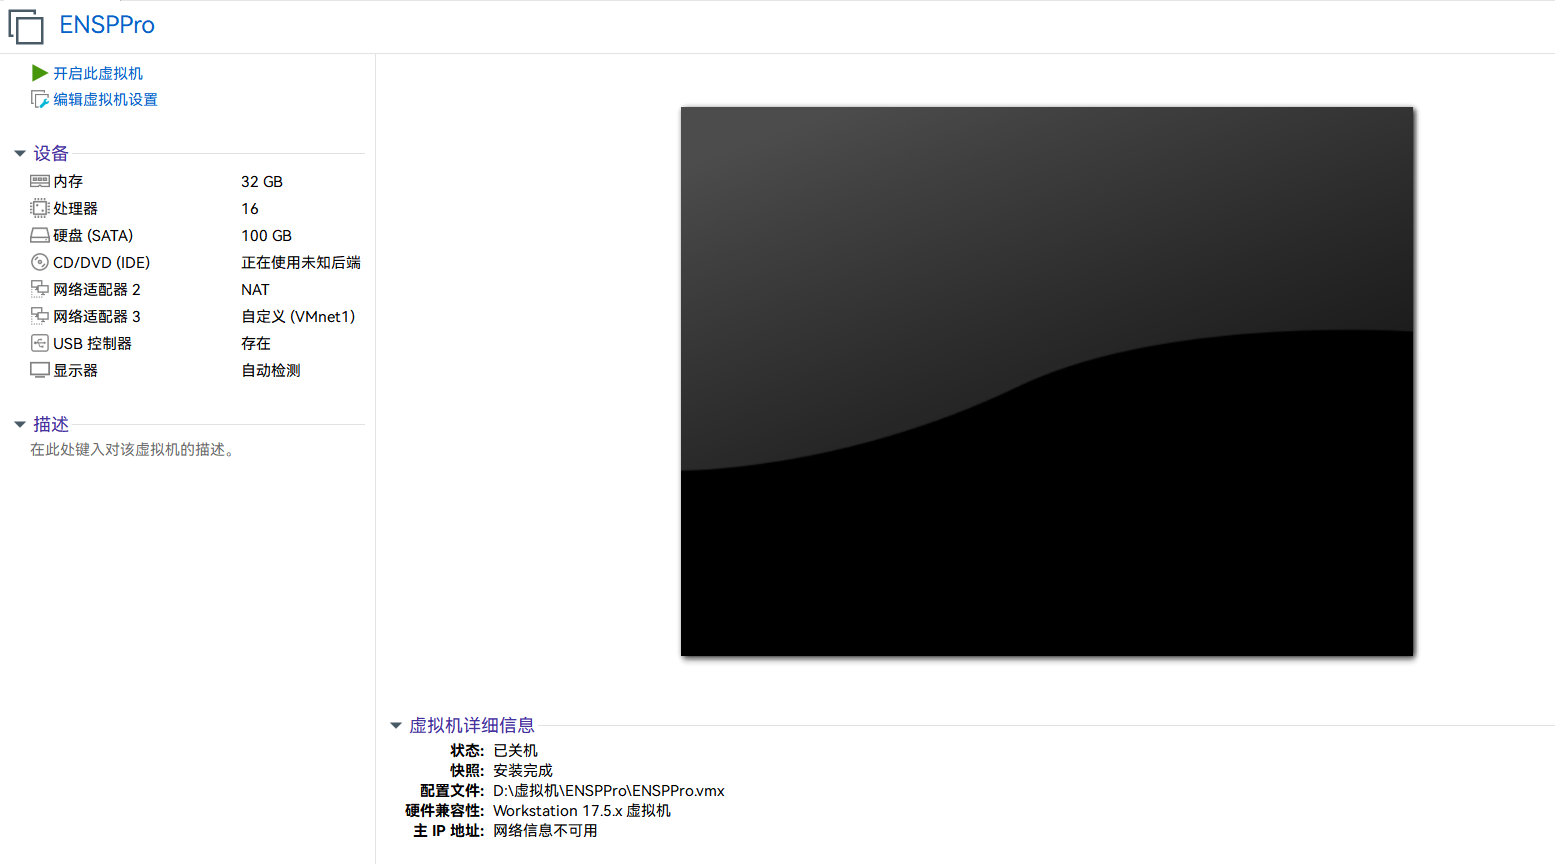 ENSPPro
开启此虚拟机
编辑虚拟机设置
设备
内存 32 GB
处理器 16
硬盘 (SATA) 100 GB
CD/DVD (IDE) 正在使用未知后端
网络适配器 2 NAT
网络适配器 3 自定义 (VMnet1)
USB 控制器 存在
显示器 自动检测
描述
在此处键入对该虚拟机的描述。
虚拟机详细信息
状态: 已关机
快照: 安装完成
配置文件: D:\虚拟机\ENSPPro\ENSPPro.vmx
硬件兼容性: Workstation 17.5.x 虚拟机
主 IP 地址: 网络信息不可用